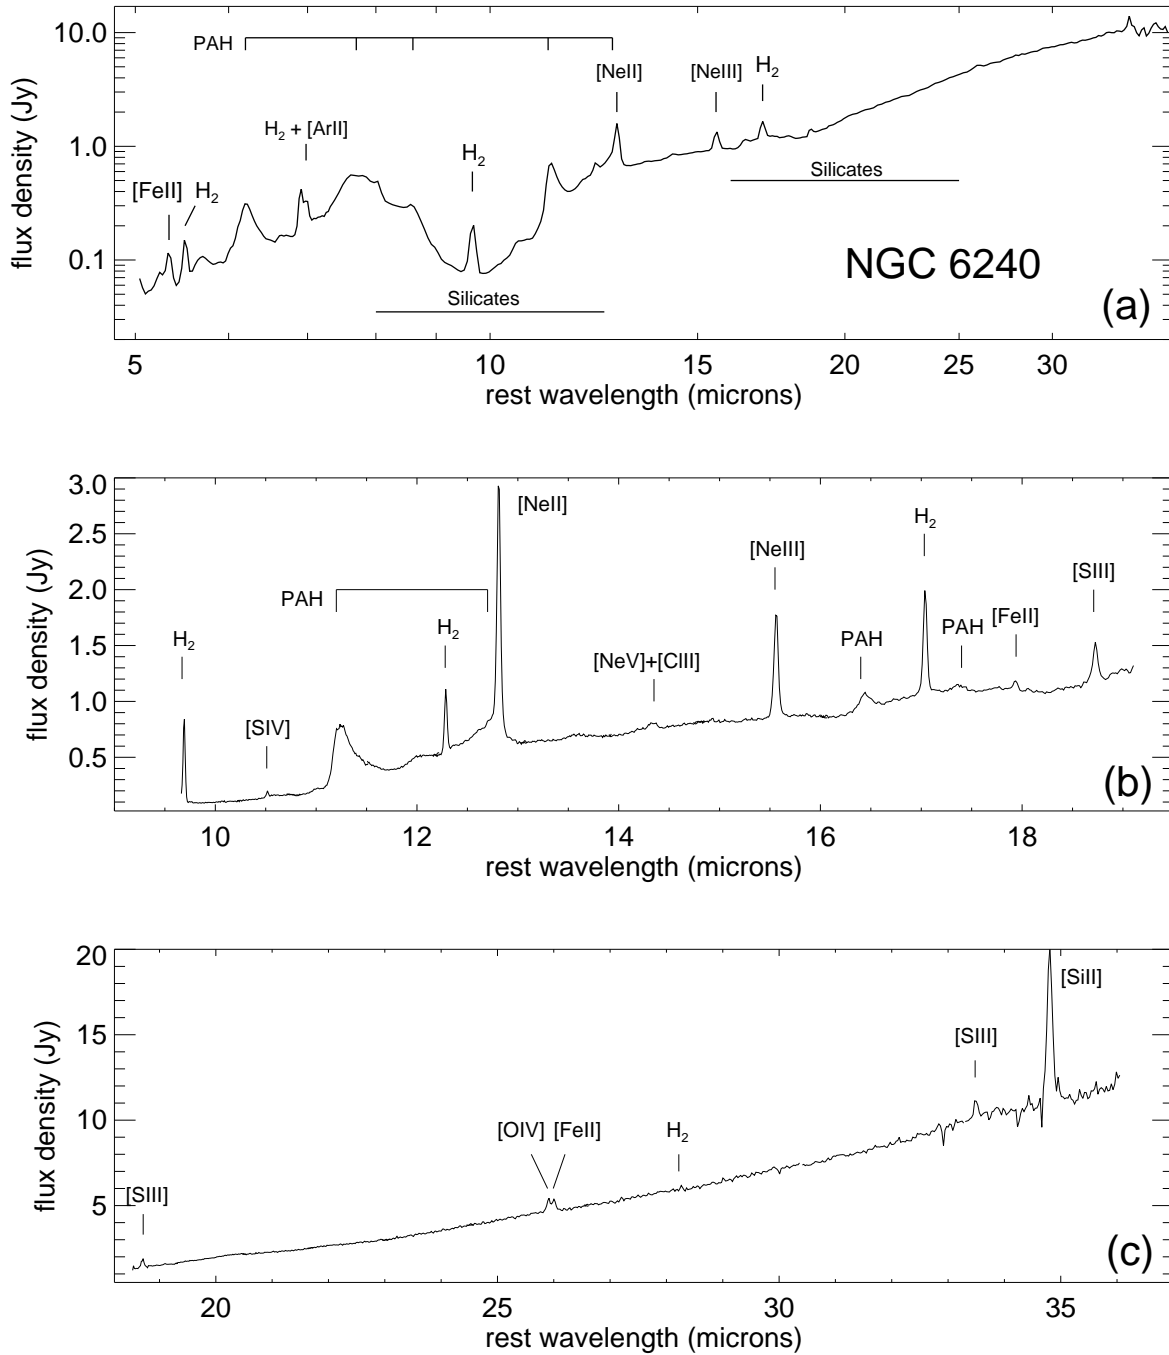 10.0
PAH
[NeII]
[NeIII]
H2
1.0
H2 + [ArII]
H2
[FeII]
H2
Silicates
flux density (Jy)
0.1
NGC 6240
Silicates
(a)
5
10
15
20
25
30
rest wavelength (microns)
3.0
[NeII]
2.5
H2
[NeIII]
[SIII]
2.0
PAH
H2
H2
PAH
PAH
[FeII]
1.5
[NeV]+[ClII]
flux density (Jy)
1.0
[SIV]
0.5
(b)
10
12
14
16
18
rest wavelength (microns)
20
[SiII]
15
[SIII]
flux density (Jy)
10
[OIV]
[FeII]
H2
5
[SIII]
(c)
20
25
30
35
rest wavelength (microns)